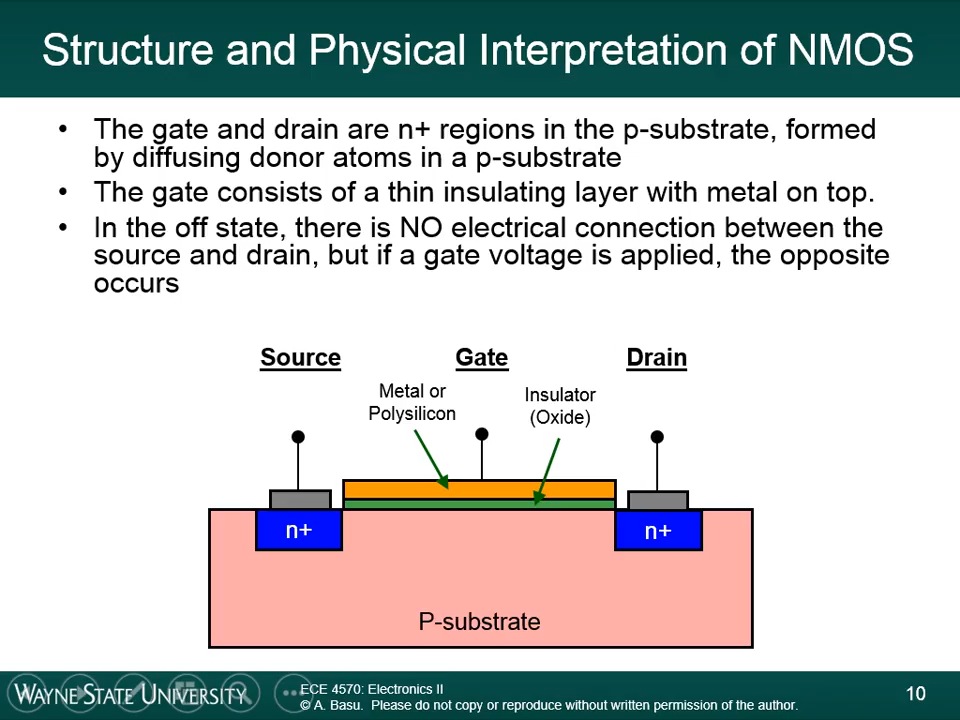 Structure and Physical Interpretation of NMOS
• The gate and drain are n+ regions in the p-substrate, formed
by diffusing donor atoms in a p-substrate
• The gate consists of a thin insulating layer with metal on top.
• In the off state, there is NO electrical connection between the
source and drain, but if a gate voltage is applied, the opposite
occurs
Source Gate Drain
Metal or
Polysilicon
Insulator
(Oxide)
n+ n+
P-substrate
WAYNE STATE UNIVERSITY
ECE 4570: Electronics II
© A. Basu. Please do not copy or reproduce without written permission of the author.
10